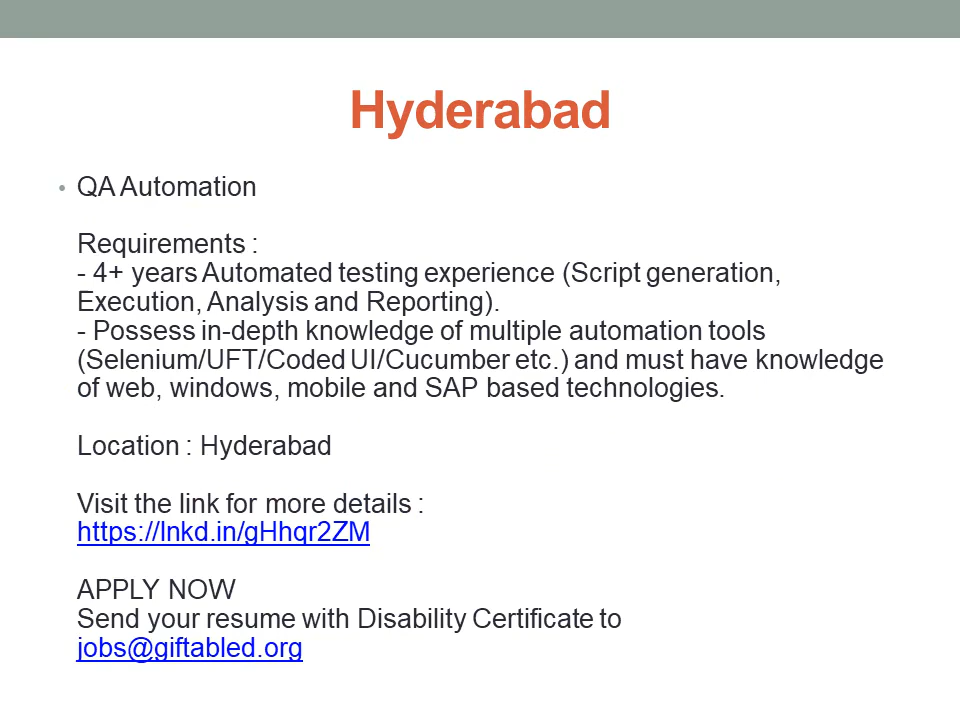 Hyderabad
• QA Automation
Requirements :
- 4+ years Automated testing experience (Script generation,
Execution, Analysis and Reporting).
- Possess in-depth knowledge of multiple automation tools
(Selenium/UFT/Coded UI/Cucumber etc.) and must have knowledge
of web, windows, mobile and SAP based technologies.
Location : Hyderabad
Visit the link for more details :
https://lnkd.in/gHhqr2ZM
APPLY NOW
Send your resume with Disability Certificate to
jobs@giftabled.org